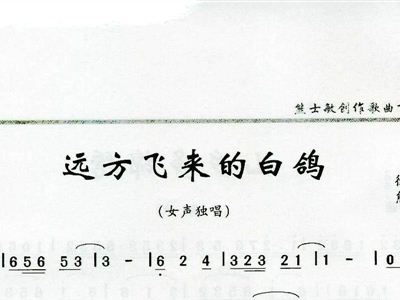 熊士敏创作歌曲
远方飞来的白鸽
(女声独唱)
|656 53 | 3 - |6 2 4 |323 21 | 1 - |0